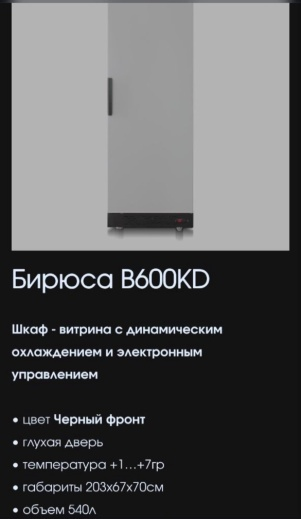 Бирюса B600KD
Шкаф - витрина с динамическим
охлаждением и электронным
управлением
• цвет Черный фронт
• глухая дверь
• температура +1...+7гр
• габариты 203х67х70см
• объем 540л